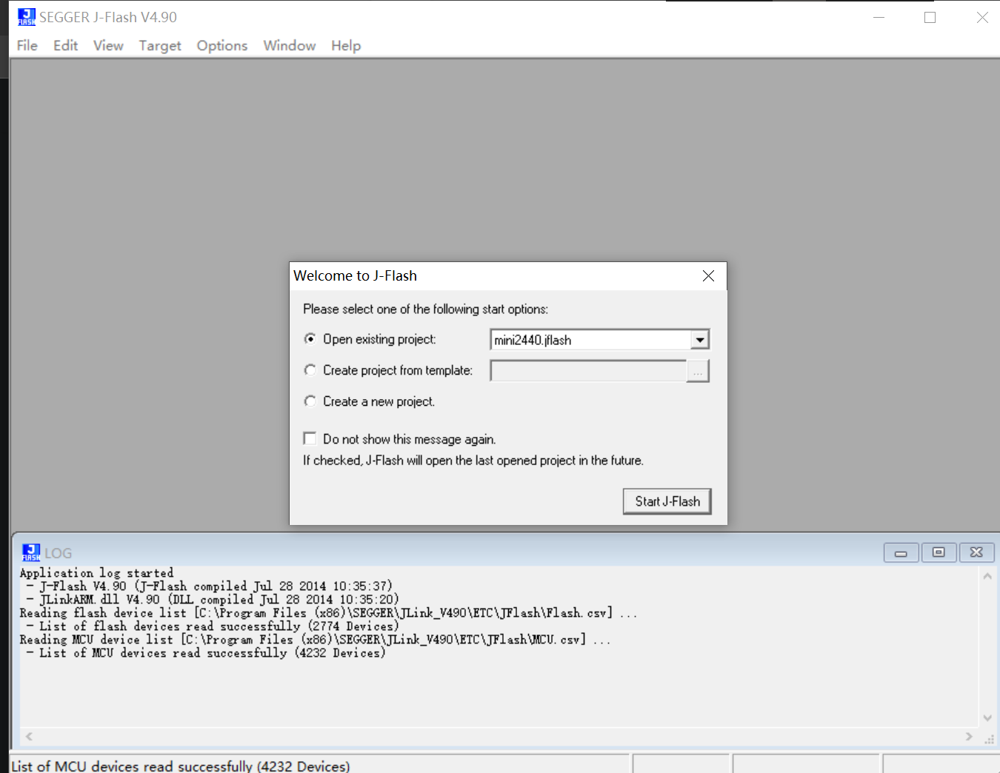 SEGGER J-Flash V4.90
File Edit View Target Options Window Help
Welcome to J-Flash
Please select one of the following start options:
Open existing project: mini2440.jflash
Create project from template: ...
Create a new project.
Do not show this message again.
If checked, J-Flash will open the last opened project in the future.
Start J-Flash
LOG
Application log started
- J-Flash V4.90 (J-Flash compiled Jul 28 2014 10:35:37)
- JLinkARM.dll V4.90 (DLL compiled Jul 28 2014 10:35:20)
Reading flash device list [C:\Program Files (x86)\SEGGER\JLink_V490\ETC\JFlash\Flash.csv] ...
- List of flash devices read successfully (2774 Devices)
Reading MCU device list [C:\Program Files (x86)\SEGGER\JLink_V490\ETC\JFlash\MCU.csv] ...
- List of MCU devices read successfully (4232 Devices)
List of MCU devices read successfully (4232 Devices)